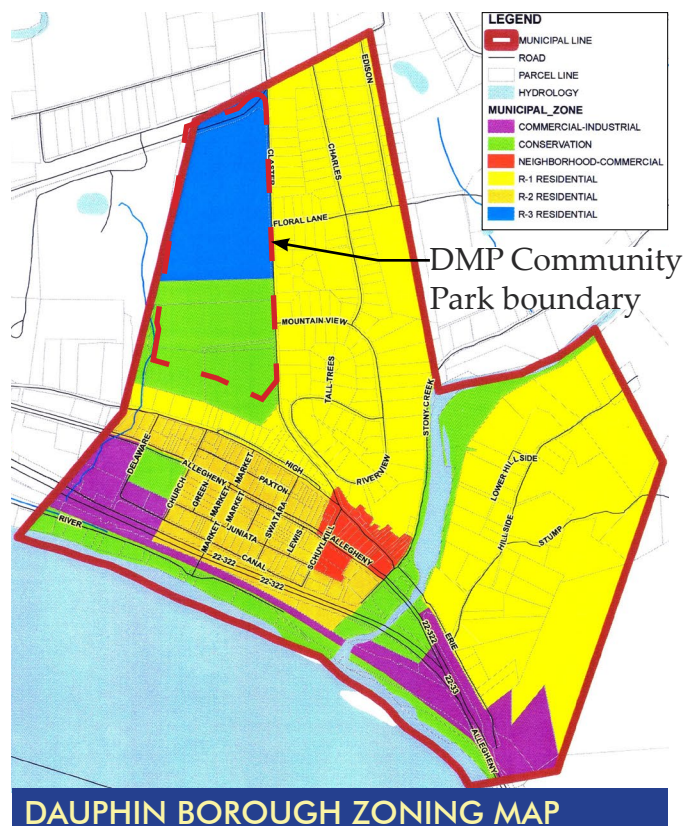 LEGEND
MUNICIPAL LINE
ROAD
PARCEL LINE
HYDROLOGY
MUNICIPAL_ZONE
COMMERCIAL-INDUSTRIAL
CONSERVATION
NEIGHBORHOOD-COMMERCIAL
R-1 RESIDENTIAL
R-2 RESIDENTIAL
R-3 RESIDENTIAL
EDISON
CHARLES
CLASTER
FLORAL LANE
DMP Community
Park boundary
MOUNTAIN VIEW
TALL-TREES
STONY-CREEK
RIVERVIEW
HIGH
LOWER HILLSIDE
HILLSIDE
STUMP
DELAWARE
ALLEGHENY
MARKET
PAXTON
CHURCH
GREEN
MARKET
MARKET
SWATARA
JUNIATA
MARKET
LEWIS
SCHUYLKILL
ALLEGHENY
RIVER
CANAL
22-322
22-322
22-322
ERIE
22-33
ALLEGHENY
DAUPHIN BOROUGH ZONING MAP